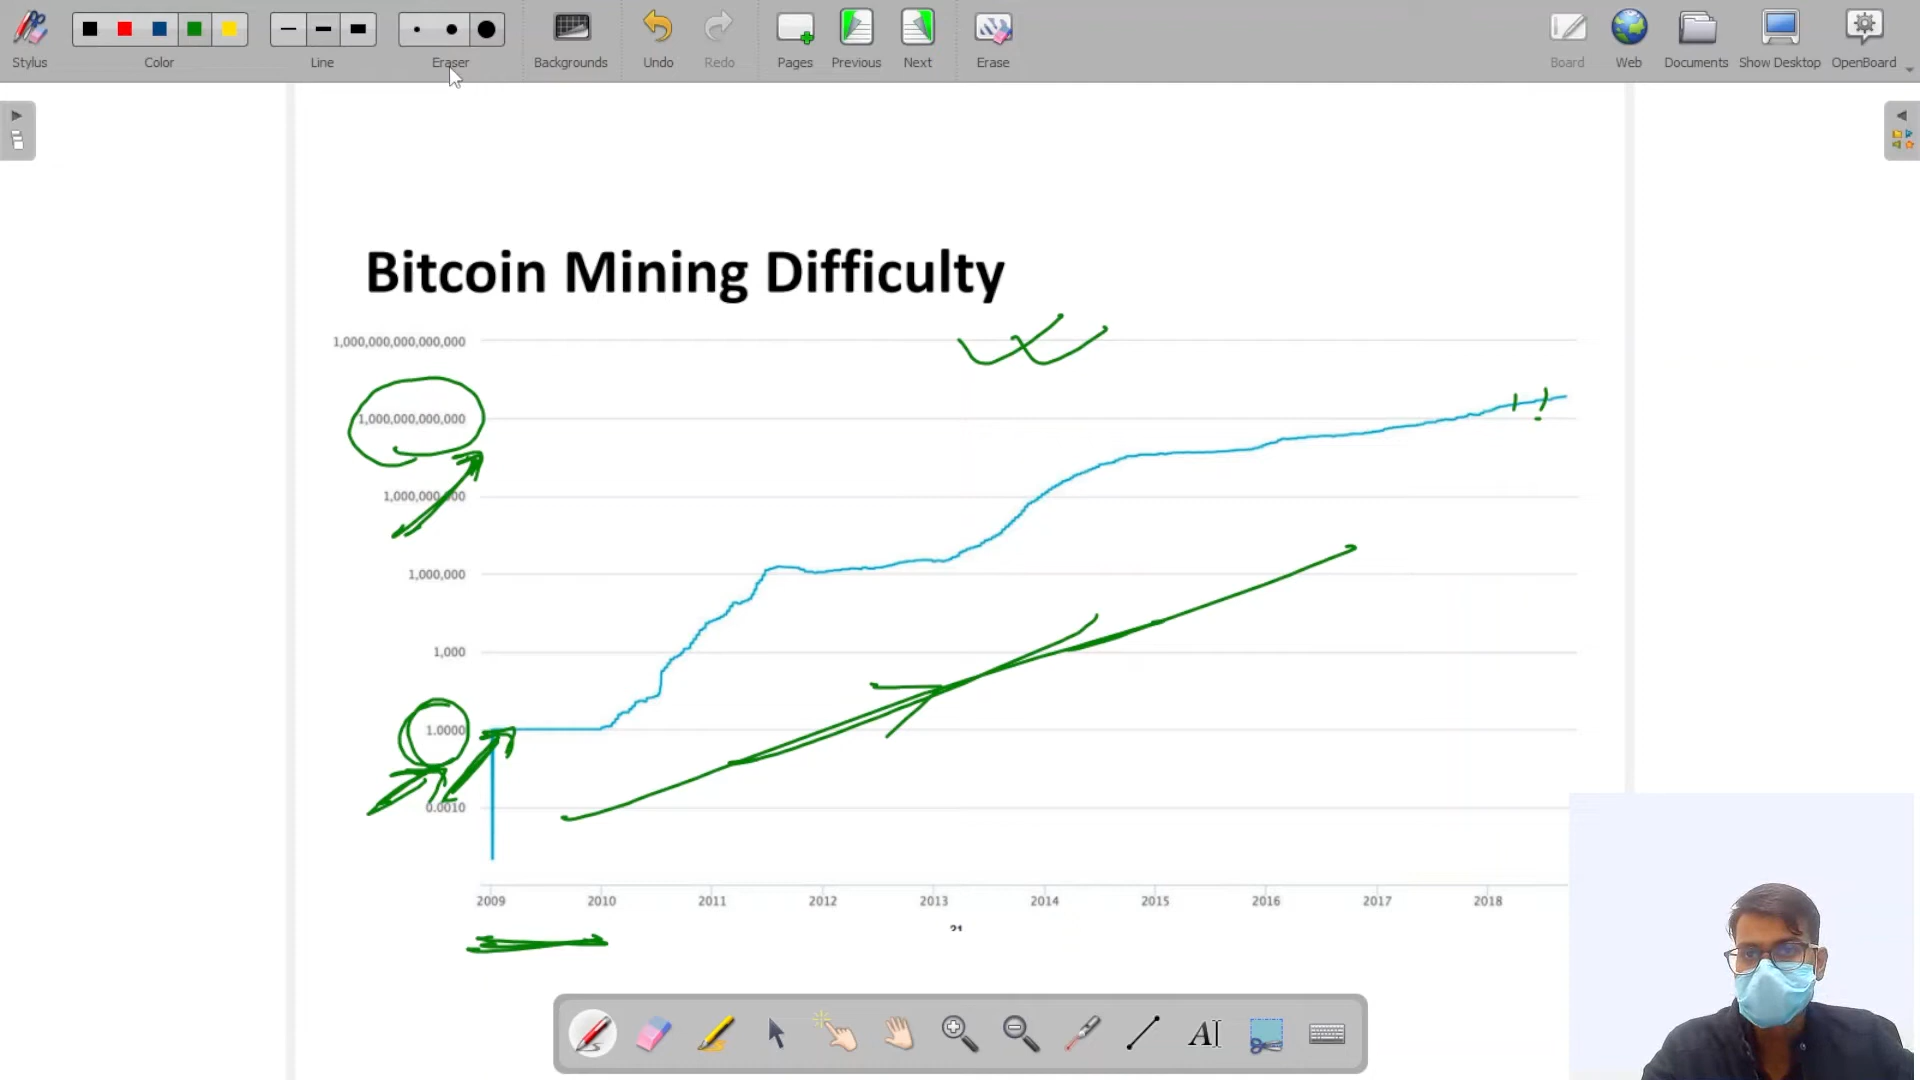 Stylus Color Line Eraser Backgrounds Undo Redo Pages Previous Next Erase Board Web Documents Show Desktop OpenBoard
Bitcoin Mining Difficulty
1,000,000,000,000,000
1,000,000,000,000
1,000,000,000
1,000,000
1,000
1.0000
0.0010
2009 2010 2011 2012 2013 2014 2015 2016 2017 2018
21
A